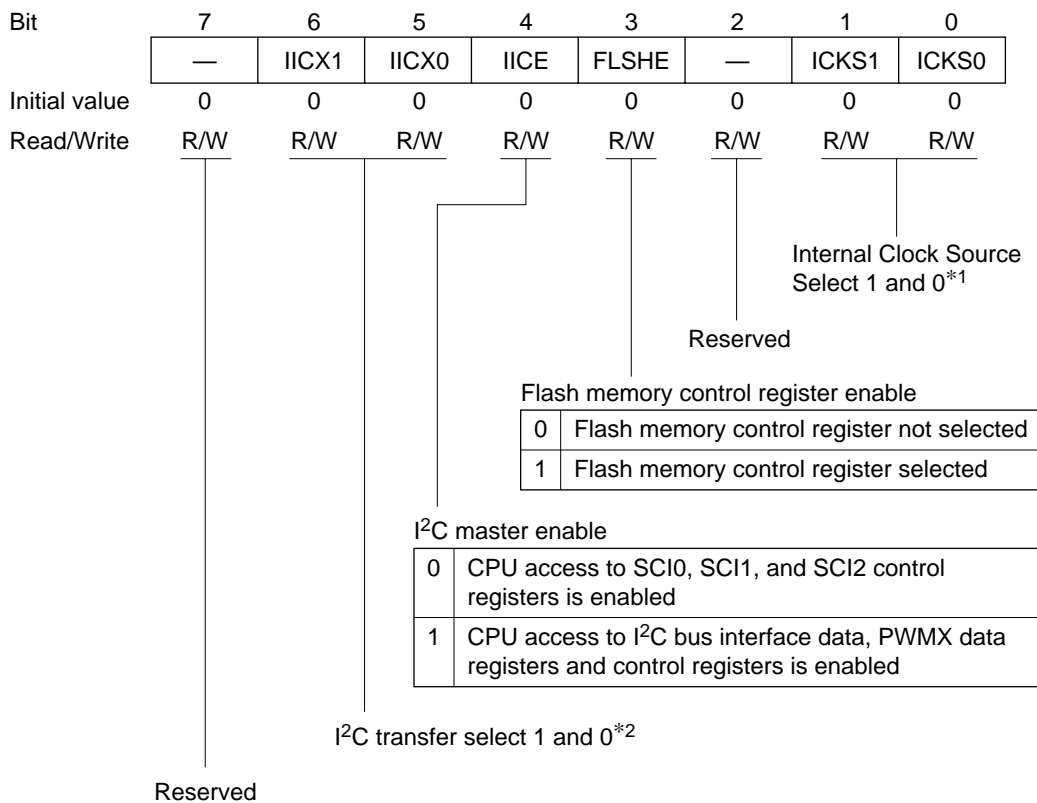 Bit 7 6 5 4 3 2 1 0
— IICX1 IICX0 IICE FLSHE — ICKS1 ICKS0
Initial value 0 0 0 0 0 0 0 0
Read/Write R/W R/W R/W R/W R/W R/W R/W R/W
Internal Clock Source
Select 1 and 0*1
Reserved
Flash memory control register enable
0 Flash memory control register not selected
1 Flash memory control register selected
I²C master enable
0 CPU access to SCI0, SCI1, and SCI2 control
registers is enabled
1 CPU access to I²C bus interface data, PWMX data
registers and control registers is enabled
I²C transfer select 1 and 0*2
Reserved